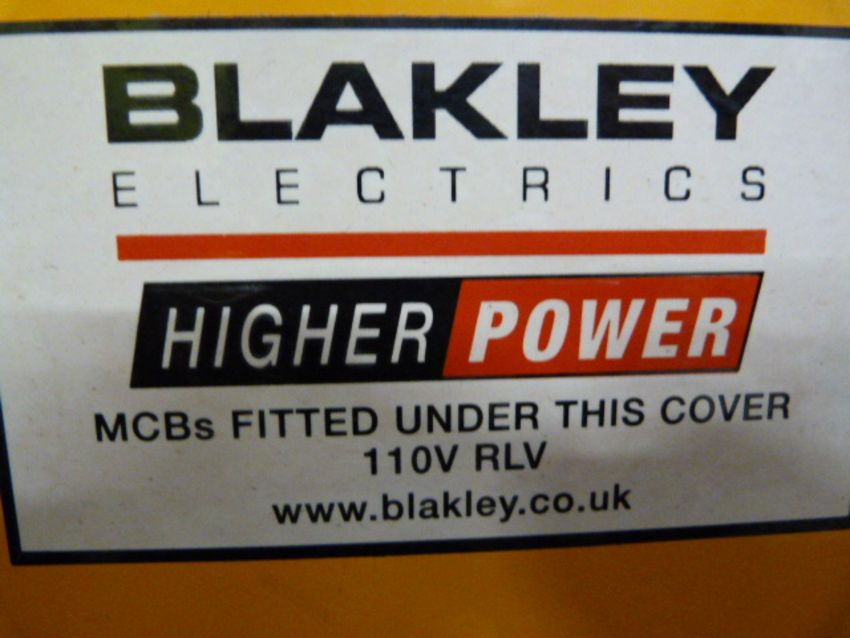 BLAKLEY
ELECTRICS
HIGHER POWER
MCBs FITTED UNDER THIS COVER
110V RLV
www.blakley.co.uk